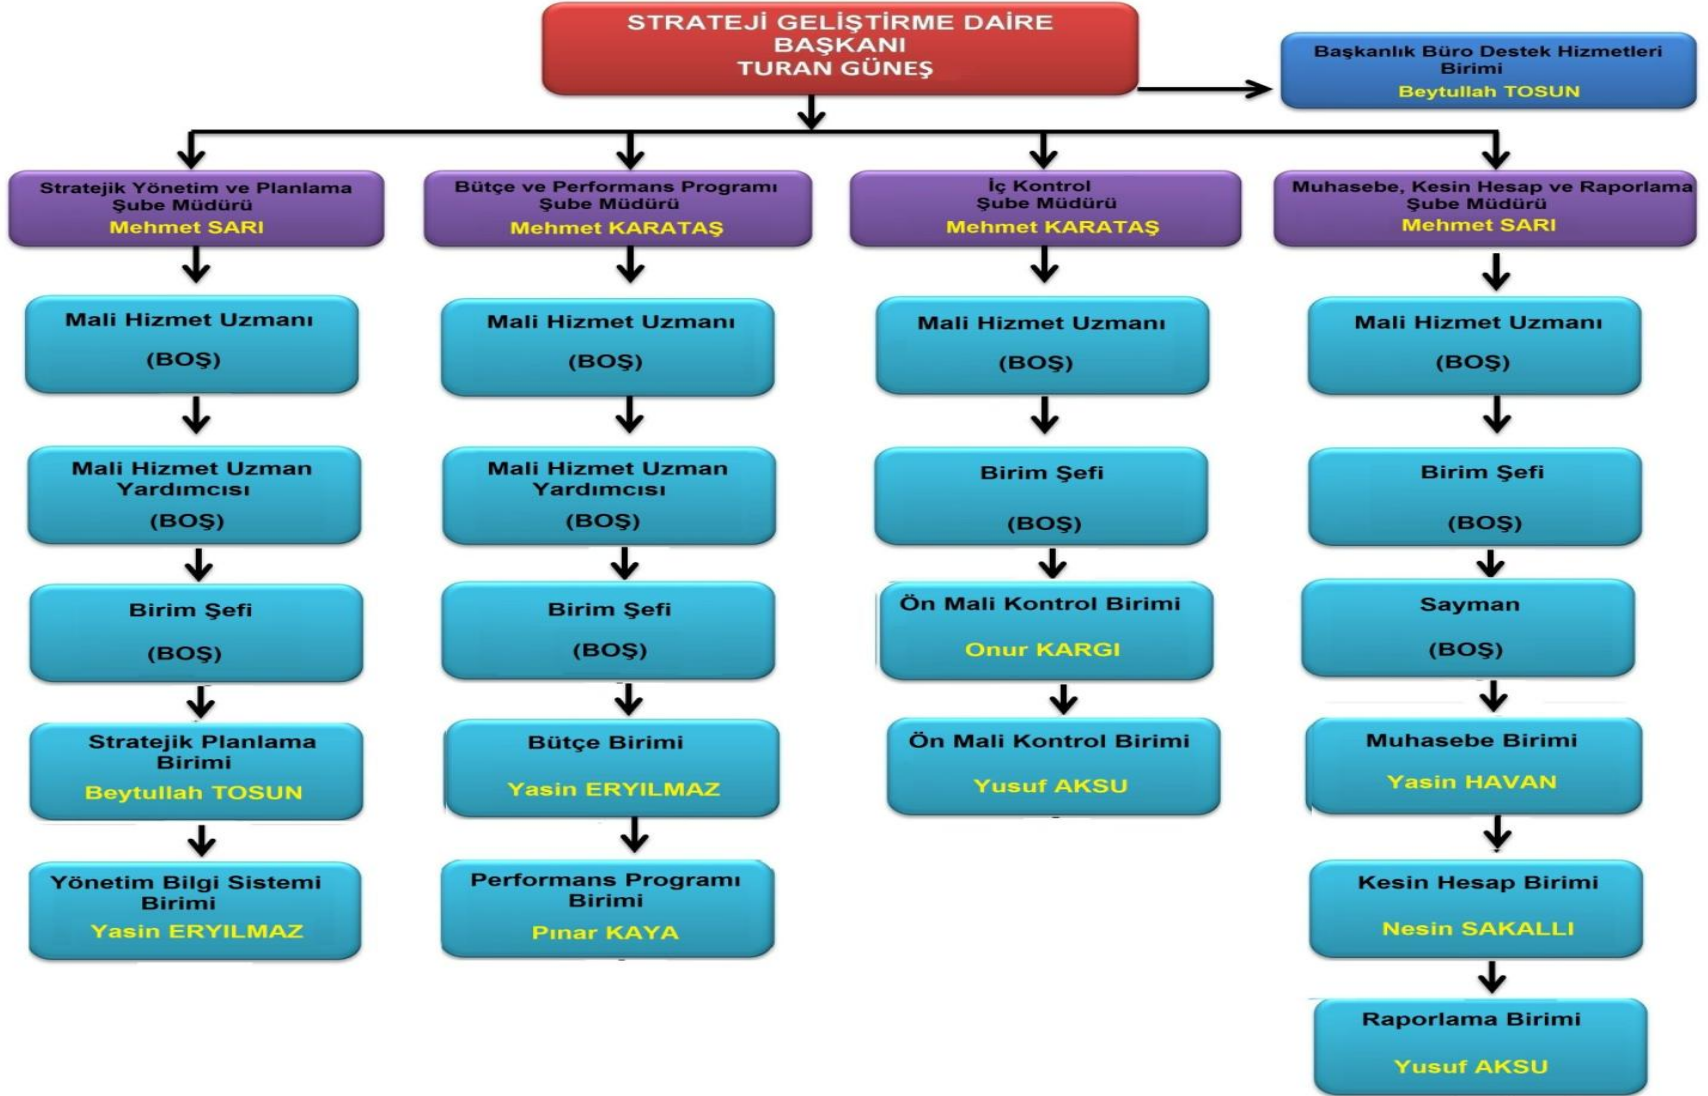 STRATEJİ GELİŞTİRME DAİRE
BAŞKANI
TURAN GÜNEŞ
Başkanlık Büro Destek Hizmetleri
Birimi
Beytullah TOSUN
Stratejik Yönetim ve Planlama
Şube Müdürü
Mehmet SARI
Bütçe ve Performans Programı
Şube Müdürü
Mehmet KARATAŞ
İç Kontrol
Şube Müdürü
Mehmet KARATAŞ
Muhasebe, Kesin Hesap ve Raporlama
Şube Müdürü
Mehmet SARI
Mali Hizmet Uzmanı
(BOŞ)
Mali Hizmet Uzmanı
(BOŞ)
Mali Hizmet Uzmanı
(BOŞ)
Mali Hizmet Uzmanı
(BOŞ)
Mali Hizmet Uzman
Yardımcısı
(BOŞ)
Mali Hizmet Uzman
Yardımcısı
(BOŞ)
Birim Şefi
(BOŞ)
Birim Şefi
(BOŞ)
Birim Şefi
(BOŞ)
Birim Şefi
(BOŞ)
Ön Mali Kontrol Birimi
Onur KARGI
Sayman
(BOŞ)
Stratejik Planlama
Birimi
Beytullah TOSUN
Bütçe Birimi
Yasin ERYILMAZ
Ön Mali Kontrol Birimi
Yusuf AKSU
Muhasebe Birimi
Yasin HAVAN
Yönetim Bilgi Sistemi
Birimi
Yasin ERYILMAZ
Performans Programı
Birimi
Pınar KAYA
Kesin Hesap Birimi
Nesin SAKALLI
Raporlama Birimi
Yusuf AKSU